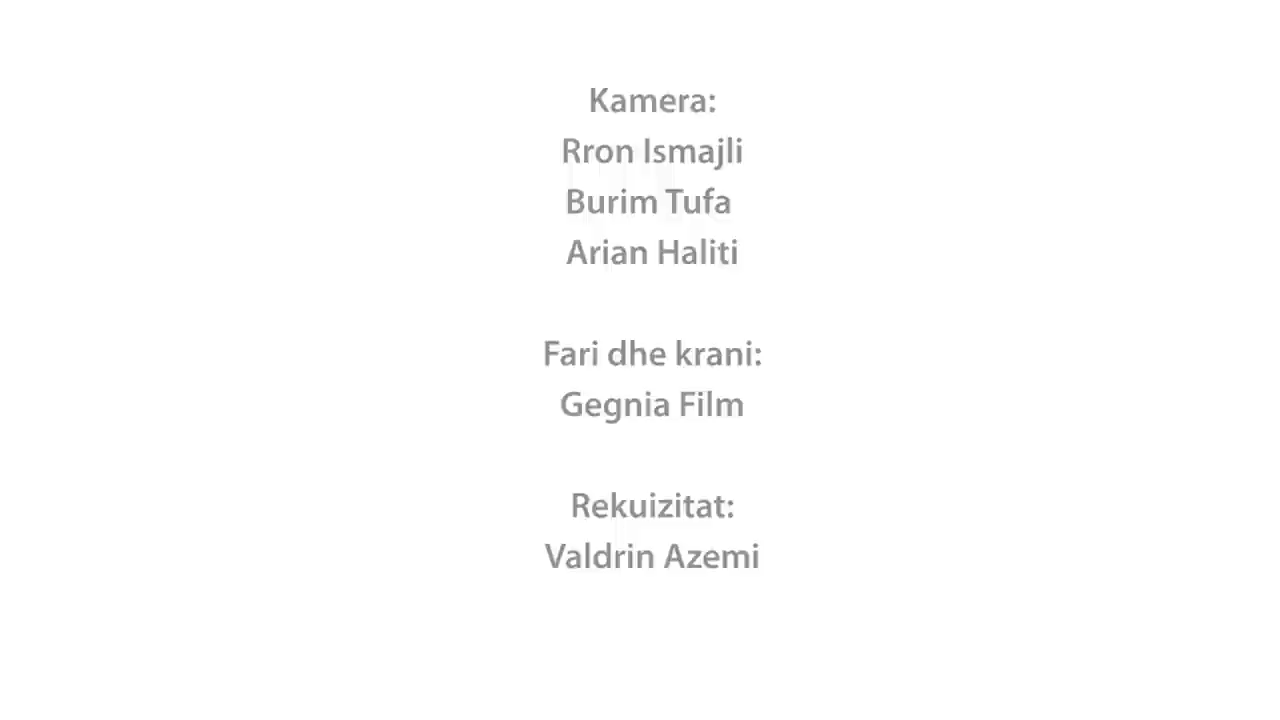 Kamera:
Rron Ismajli
Burim Tufa
Arian Haliti
Fari dhe krani:
Gegnia Film
Rekuizitat:
Valdrin Azemi